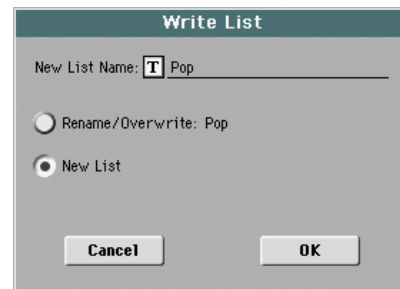 Write List
New List Name: T Pop
Rename/Overwrite: Pop
New List
Cancel OK